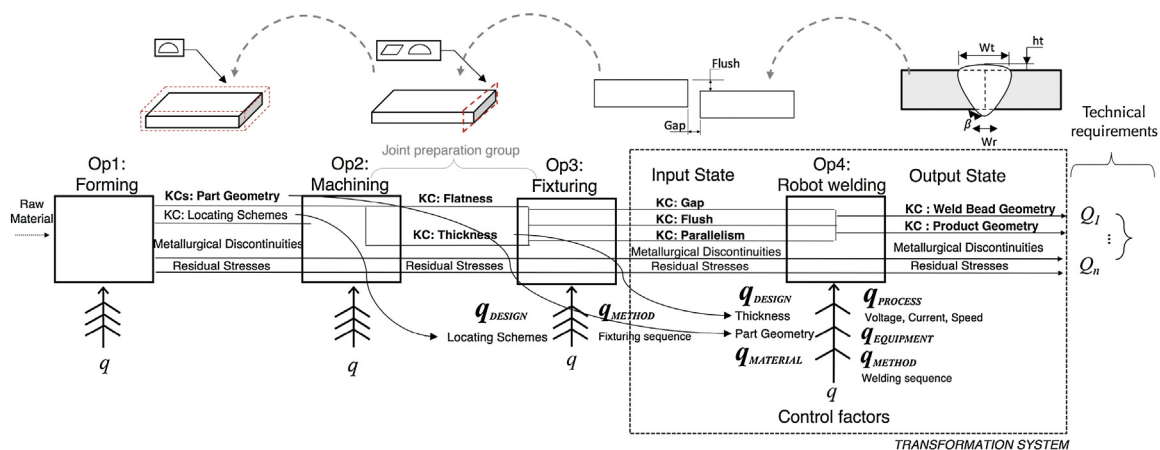 Wt
ht
Flush
Gap
β
Wr
Technical
requirements
Joint preparation group
Op1:
Forming
Op2:
Machining
Op3:
Fixturing
Input State
Op4:
Robot welding
Output State
Raw
Material
KCs: Part Geometry
KC: Locating Schemes
Metallurgical Discontinuities
Residual Stresses
KC: Flatness
KC: Thickness
Residual Stresses
KC: Gap
KC: Flush
KC: Parallelism
Metallurgical Discontinuities
Residual Stresses
KC : Weld Bead Geometry
KC : Product Geometry
Metallurgical Discontinuities
Residual Stresses
Q1
...
Qn
q
q
qDESIGN
Locating Schemes
q
qMETHOD
Fixturing sequence
qDESIGN
Thickness
Part Geometry
qMATERIAL
qPROCESS
Voltage, Current, Speed
qEQUIPMENT
qMETHOD
Welding sequence
q
Control factors
TRANSFORMATION SYSTEM